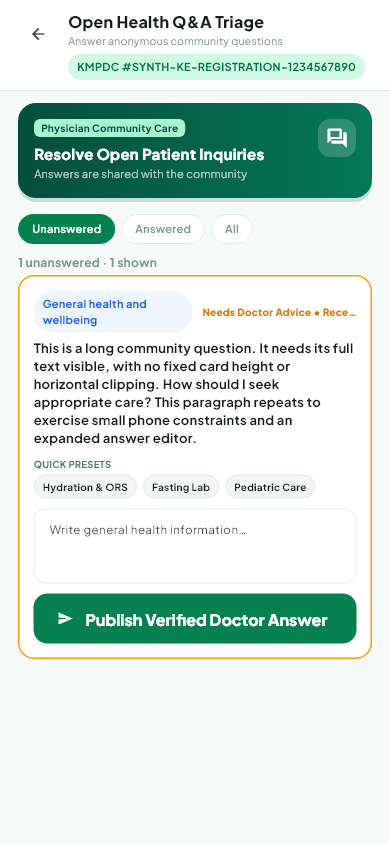 Open Health Q&A Triage
Answer anonymous community questions
KMPDC #SYNTH-KE-REGISTRATION-1234567890
Physician Community Care
Resolve Open Patient Inquiries
Answers are shared with the community
Unanswered
Answered
All
1 unanswered · 1 shown
General health and
wellbeing
Needs Doctor Advice • Rece…
This is a long community question. It needs its full
text visible, with no fixed card height or
horizontal clipping. How should I seek
appropriate care? This paragraph repeats to
exercise small phone constraints and an
expanded answer editor.
QUICK PRESETS
Hydration & ORS
Fasting Lab
Pediatric Care
Write general health information…
Publish Verified Doctor Answer